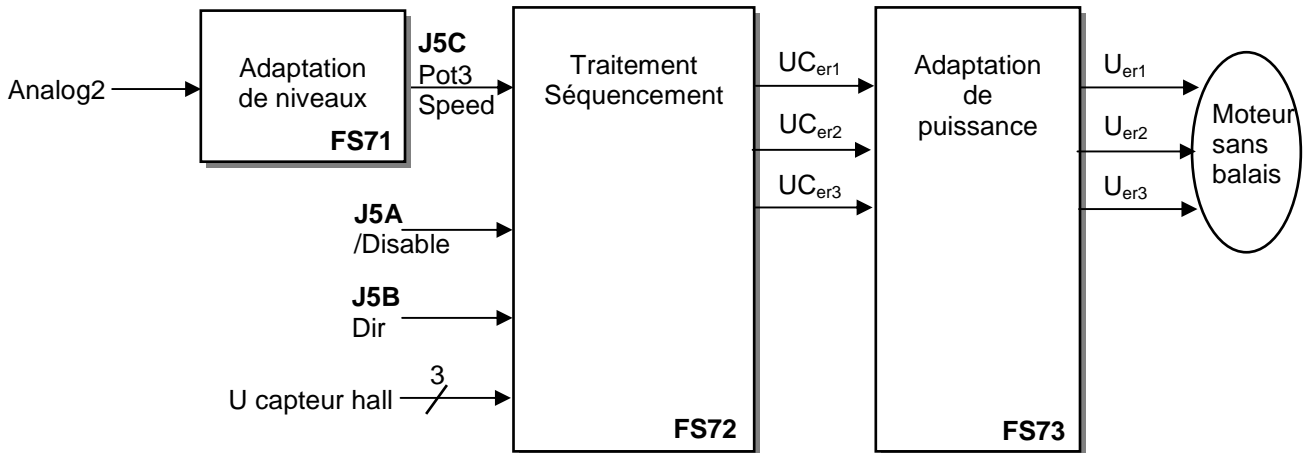 Analog2
Adaptation
de niveaux
FS71
J5C
Pot3
Speed
J5A
/Disable
J5B
Dir
U capteur hall
3
Traitement
Séquencement
FS72
UCer1
UCer2
UCer3
Adaptation
de
puissance
FS73
Uer1
Uer2
Uer3
Moteur
sans
balais